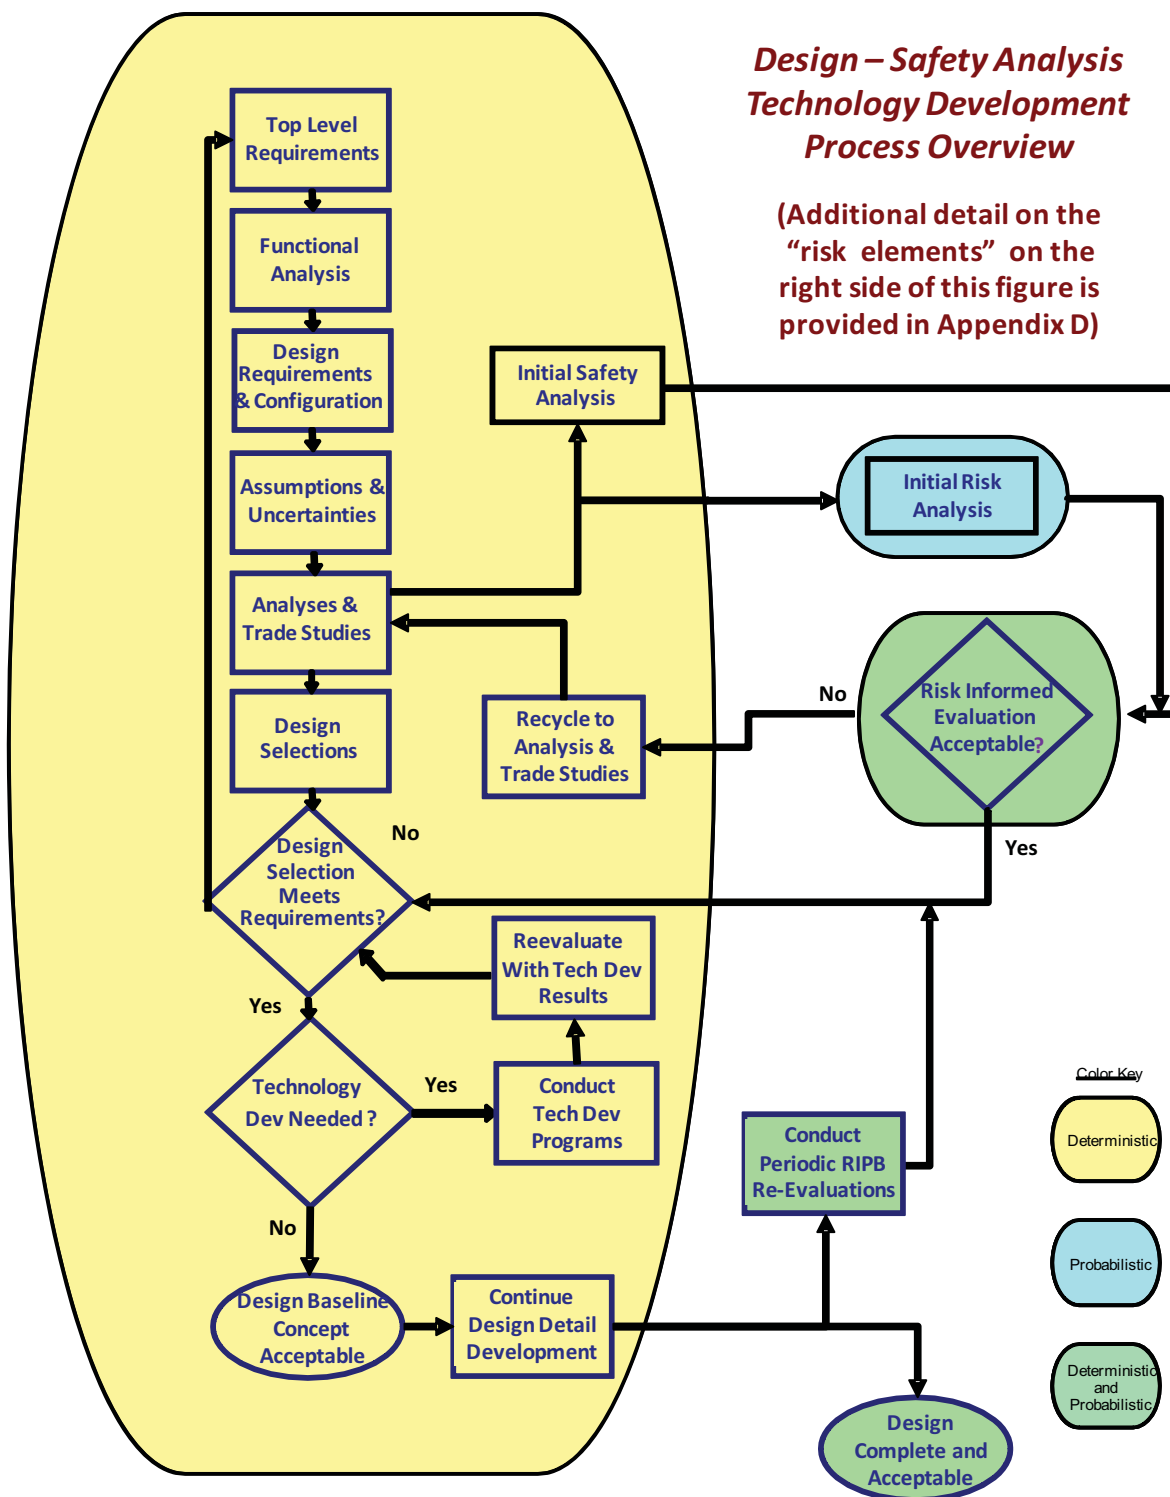 Design – Safety Analysis
Technology Development
Process Overview
(Additional detail on the
“risk elements” on the
right side of this figure is
provided in Appendix D)
Top Level
Requirements
Functional
Analysis
Design
Requirements
& Configuration
Assumptions &
Uncertainties
Analyses &
Trade Studies
Design
Selections
Design
Selection
Meets
Requirements?
No
Yes
Technology
Dev Needed ?
Yes
No
Design Baseline
Concept
Acceptable
Initial Safety
Analysis
Initial Risk
Analysis
Risk Informed
Evaluation
Acceptable?
No
Yes
Recycle to
Analysis &
Trade Studies
Reevaluate
With Tech Dev
Results
Conduct
Tech Dev
Programs
Continue
Design Detail
Development
Conduct
Periodic RIPB
Re-Evaluations
Design
Complete and
Acceptable
Color Key
Deterministic
Probabilistic
Deterministic
and
Probabilistic